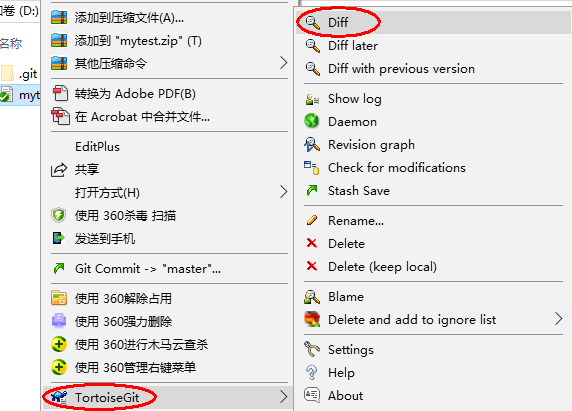 卷 (D:)
名称
.git
myt
添加到压缩文件(A)...
添加到 "mytest.zip" (T)
其他压缩命令
转换为 Adobe PDF(B)
在 Acrobat 中合并文件...
EditPlus
共享
打开方式(H)
使用 360杀毒 扫描
发送到手机
Git Commit -> "master"...
使用 360解除占用
使用 360强力删除
使用 360进行木马云查杀
使用 360管理右键菜单
TortoiseGit
Diff
Diff later
Diff with previous version
Show log
Daemon
Revision graph
Check for modifications
Stash Save
Rename...
Delete
Delete (keep local)
Blame
Delete and add to ignore list
Settings
Help
About